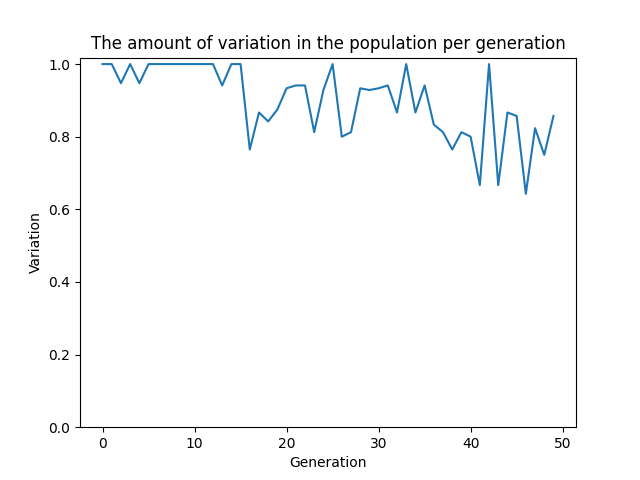 The amount of variation in the population per generation
1.0
0.8
0.6
0.4
0.2
0.0
Variation
0 10 20 30 40 50
Generation